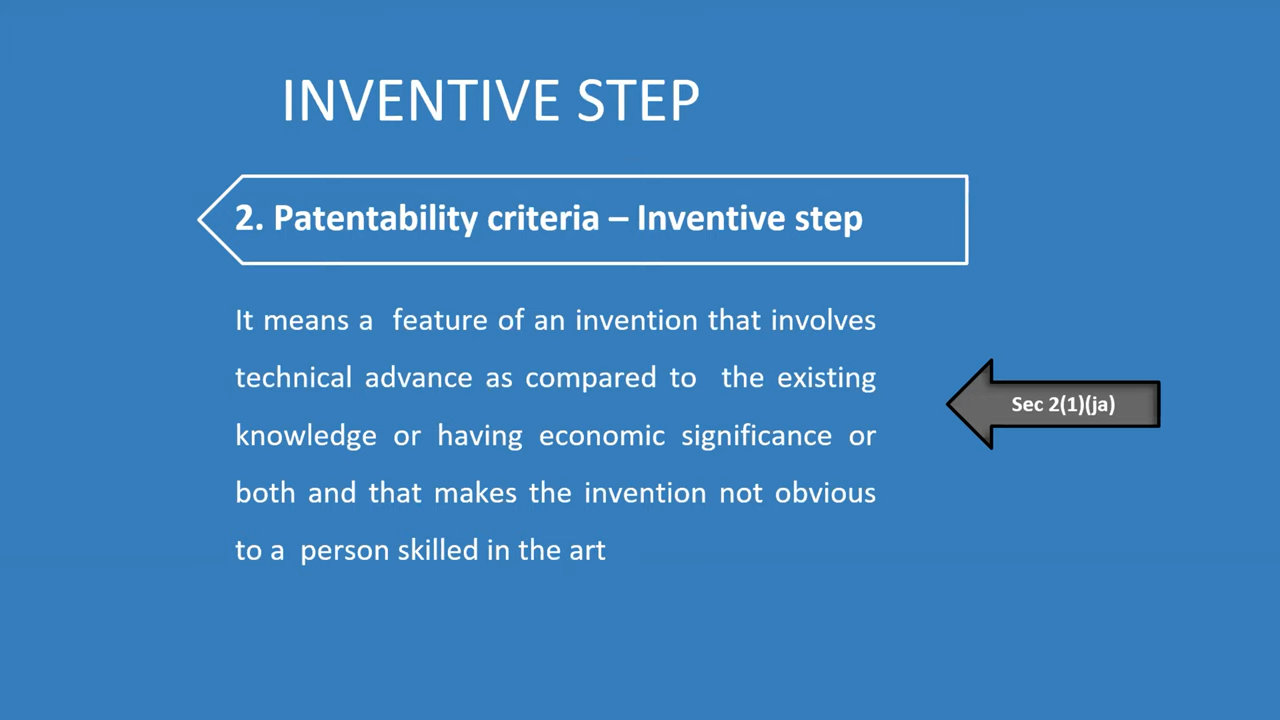 INVENTIVE STEP
2. Patentability criteria – Inventive step
It means a feature of an invention that involves
technical advance as compared to the existing
knowledge or having economic significance or
both and that makes the invention not obvious
to a person skilled in the art
Sec 2(1)(ja)